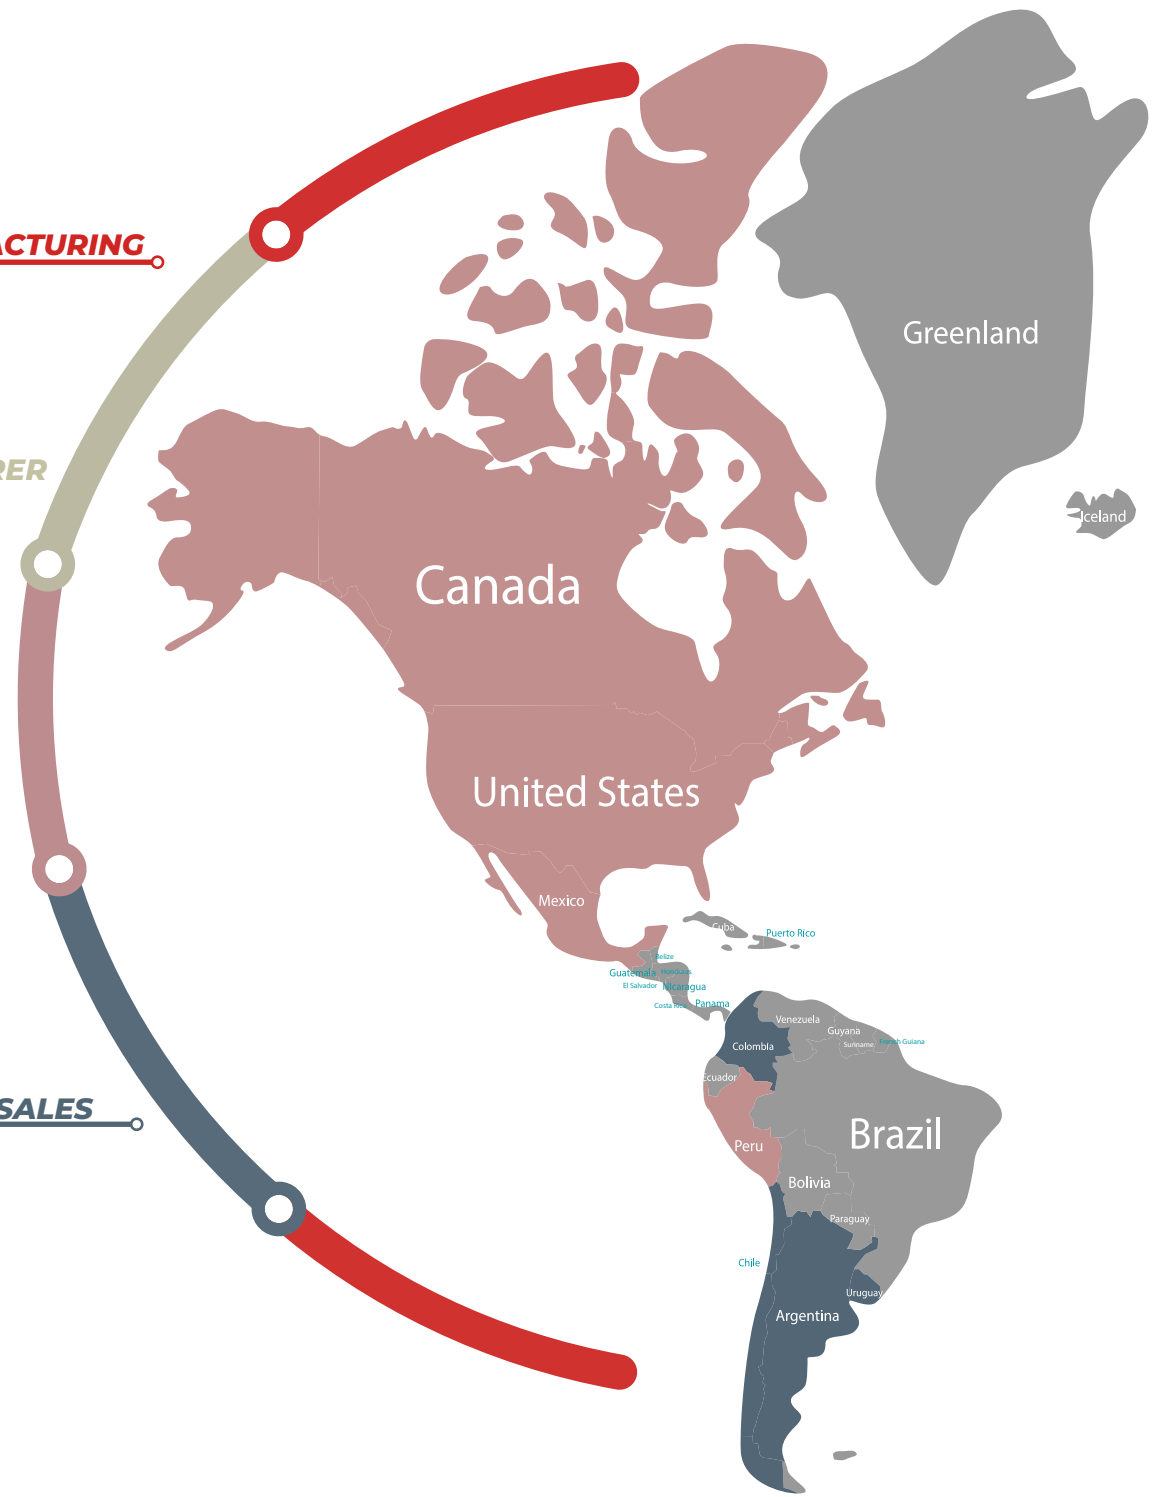 ACTURING
Greenland
RER
Iceland
Canada
United States
Mexico
Cuba
Puerto Rico
Belize
Guatemala
Honduras
El Salvador
Nicaragua
Costa Rica
Panama
Venezuela
Guyana
Suriname
French Guiana
Colombia
Ecuador
SALES
Brazil
Peru
Bolivia
Paraguay
Chile
Uruguay
Argentina